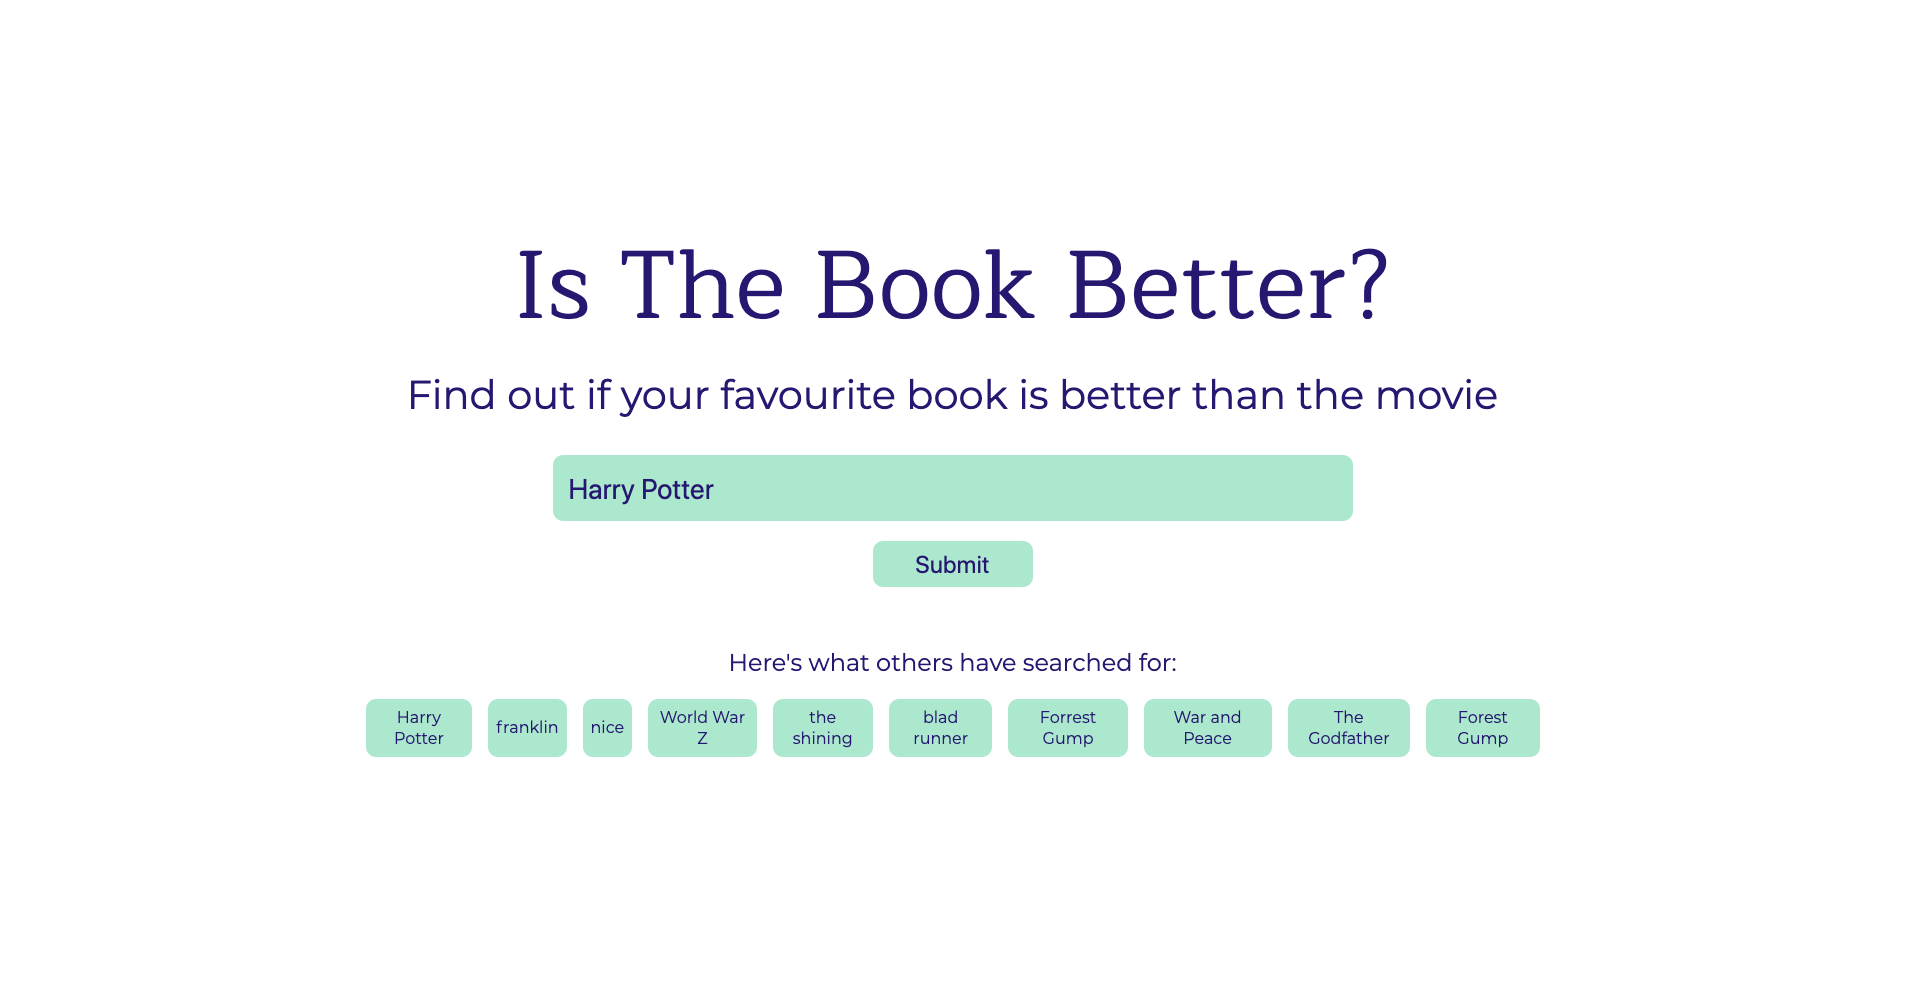 Is The Book Better?
Find out if your favourite book is better than the movie
Harry Potter
Submit
Here's what others have searched for:
Harry
Potter
franklin
nice
World War
Z
the
shining
blad
runner
Forrest
Gump
War and
Peace
The
Godfather
Forest
Gump